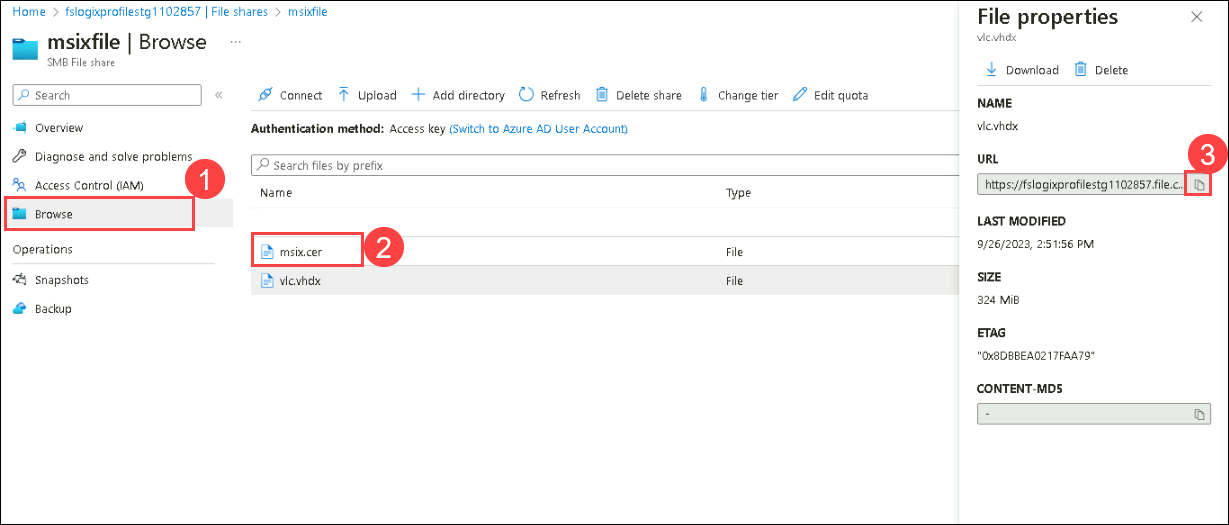 Home > fslogixprofilestg1102857 | File shares > msixfile
msixfile | Browse ...
SMB File share
Search «
Overview
Diagnose and solve problems
Access Control (IAM)
1
Browse
Operations
Snapshots
Backup
Connect Upload Add directory Refresh Delete share Change tier Edit quota
Authentication method: Access key (Switch to Azure AD User Account)
Search files by prefix
Name Type
msix.cer File
2
vlc.vhdx File
File properties
vlc.vhdx
Download Delete
NAME
vlc.vhdx
URL
3
https://fslogixprofilestg1102857.file.c...
LAST MODIFIED
9/26/2023, 2:51:56 PM
SIZE
324 MiB
ETAG
"0x8DBBEA0217FAA79"
CONTENT-MD5
-